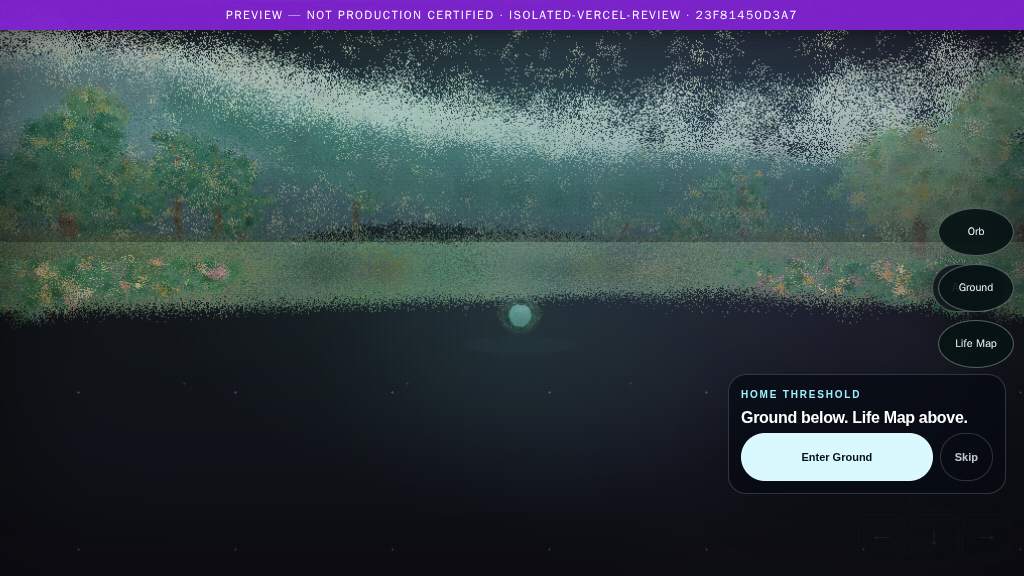 PREVIEW — NOT PRODUCTION CERTIFIED · ISOLATED-VERCEL-REVIEW · 23F81450D3A7
Orb
Ground
Life Map
HOME THRESHOLD
Ground below. Life Map above.
Enter Ground
Skip
← ↓ →